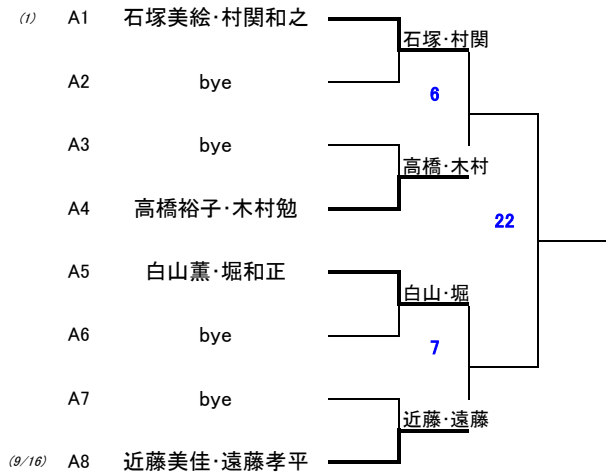 (1) A1 石塚美絵・村関和之
石塚・村関
A2 bye
6
A3 bye
高橋・木村
A4 高橋裕子・木村勉
22
A5 白山薫・堀和正
白山・堀
A6 bye
7
A7 bye
近藤・遠藤
(9/16) A8 近藤美佳・遠藤孝平